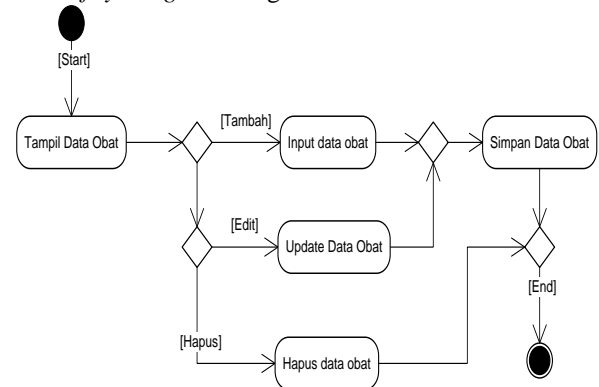 [Start]
Tampil Data Obat
[Tambah]
Input data obat
Simpan Data Obat
[Edit]
Update Data Obat
[End]
[Hapus]
Hapus data obat